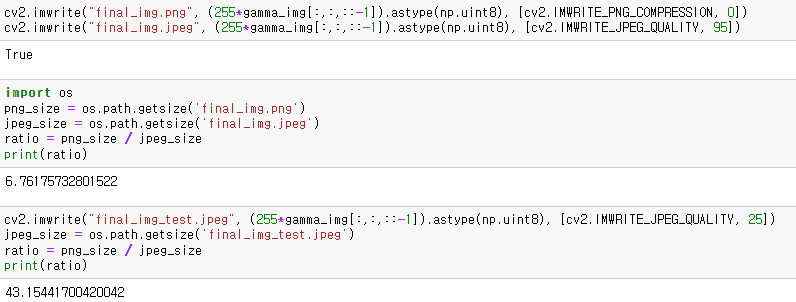 cv2.imwrite("final_img.png", (255*gamma_img[:,:,::-1]).astype(np.uint8), [cv2.IMWRITE_PNG_COMPRESSION, 0])
cv2.imwrite("final_img.jpeg", (255*gamma_img[:,:,::-1]).astype(np.uint8), [cv2.IMWRITE_JPEG_QUALITY, 95])
True
import os
png_size = os.path.getsize('final_img.png')
jpeg_size = os.path.getsize('final_img.jpeg')
ratio = png_size / jpeg_size
print(ratio)
6.76175732801522
cv2.imwrite("final_img_test.jpeg", (255*gamma_img[:,:,::-1]).astype(np.uint8), [cv2.IMWRITE_JPEG_QUALITY, 25])
jpeg_size = os.path.getsize('final_img_test.jpeg')
ratio = png_size / jpeg_size
print(ratio)
43.15441700420042